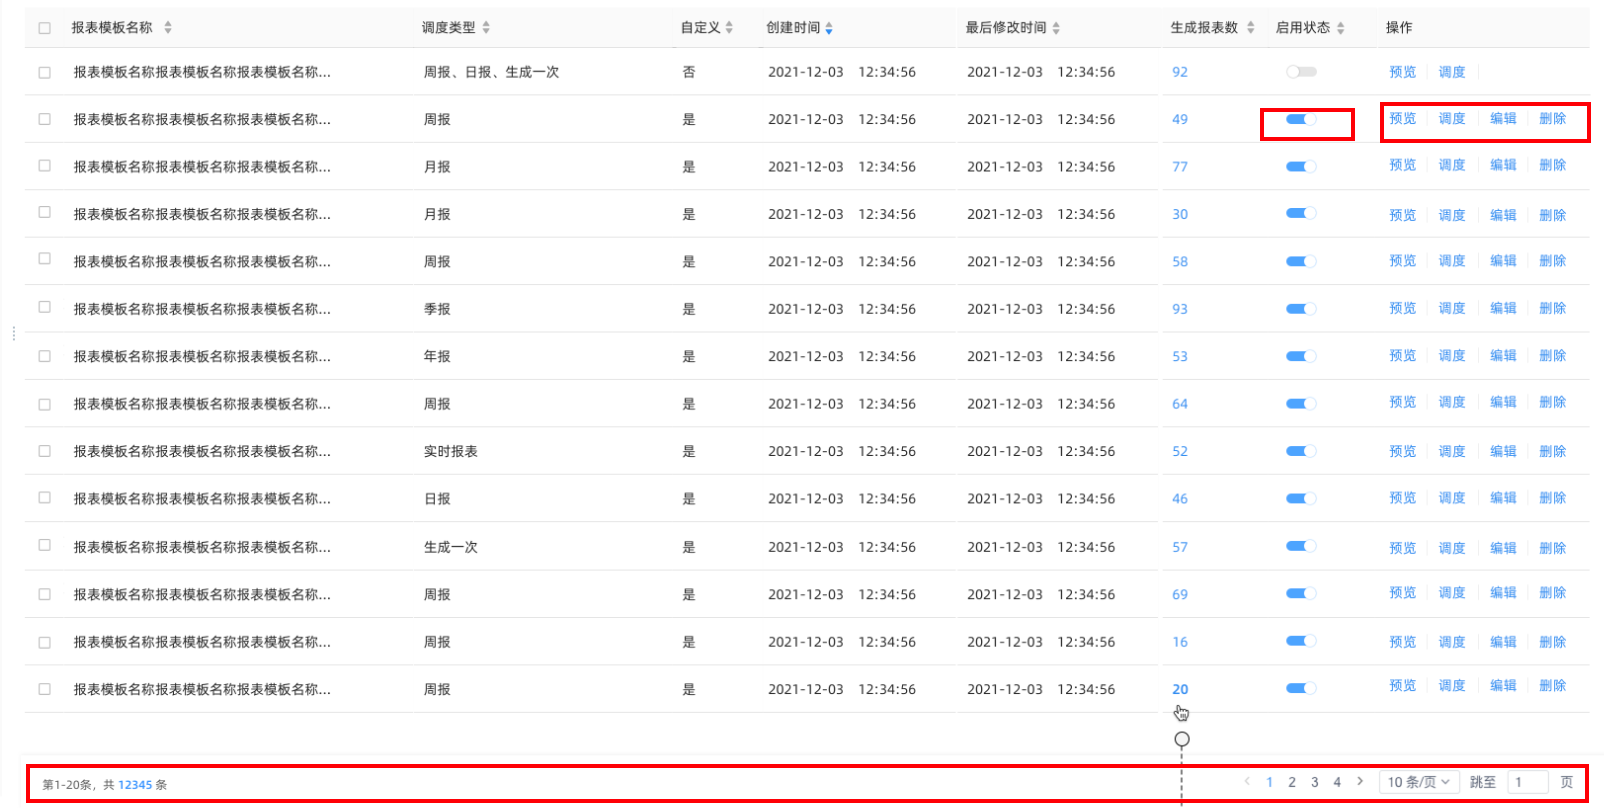 报表模板名称 调度类型 自定义 创建时间 最后修改时间 生成报表数 启用状态 操作
报表模板名称报表模板名称报表模板名称... 周报、日报、生成一次 否 2021-12-03 12:34:56 2021-12-03 12:34:56 92 预览 调度
报表模板名称报表模板名称报表模板名称... 周报 是 2021-12-03 12:34:56 2021-12-03 12:34:56 49 预览 调度 编辑 删除
报表模板名称报表模板名称报表模板名称... 月报 是 2021-12-03 12:34:56 2021-12-03 12:34:56 77 预览 调度 编辑 删除
报表模板名称报表模板名称报表模板名称... 月报 是 2021-12-03 12:34:56 2021-12-03 12:34:56 30 预览 调度 编辑 删除
报表模板名称报表模板名称报表模板名称... 周报 是 2021-12-03 12:34:56 2021-12-03 12:34:56 58 预览 调度 编辑 删除
报表模板名称报表模板名称报表模板名称... 季报 是 2021-12-03 12:34:56 2021-12-03 12:34:56 93 预览 调度 编辑 删除
报表模板名称报表模板名称报表模板名称... 年报 是 2021-12-03 12:34:56 2021-12-03 12:34:56 53 预览 调度 编辑 删除
报表模板名称报表模板名称报表模板名称... 周报 是 2021-12-03 12:34:56 2021-12-03 12:34:56 64 预览 调度 编辑 删除
报表模板名称报表模板名称报表模板名称... 实时报表 是 2021-12-03 12:34:56 2021-12-03 12:34:56 52 预览 调度 编辑 删除
报表模板名称报表模板名称报表模板名称... 日报 是 2021-12-03 12:34:56 2021-12-03 12:34:56 46 预览 调度 编辑 删除
报表模板名称报表模板名称报表模板名称... 生成一次 是 2021-12-03 12:34:56 2021-12-03 12:34:56 57 预览 调度 编辑 删除
报表模板名称报表模板名称报表模板名称... 周报 是 2021-12-03 12:34:56 2021-12-03 12:34:56 69 预览 调度 编辑 删除
报表模板名称报表模板名称报表模板名称... 周报 是 2021-12-03 12:34:56 2021-12-03 12:34:56 16 预览 调度 编辑 删除
报表模板名称报表模板名称报表模板名称... 周报 是 2021-12-03 12:34:56 2021-12-03 12:34:56 20 预览 调度 编辑 删除
第1-20条，共 12345 条 < 1 2 3 4 > 10 条/页 跳至 1 页